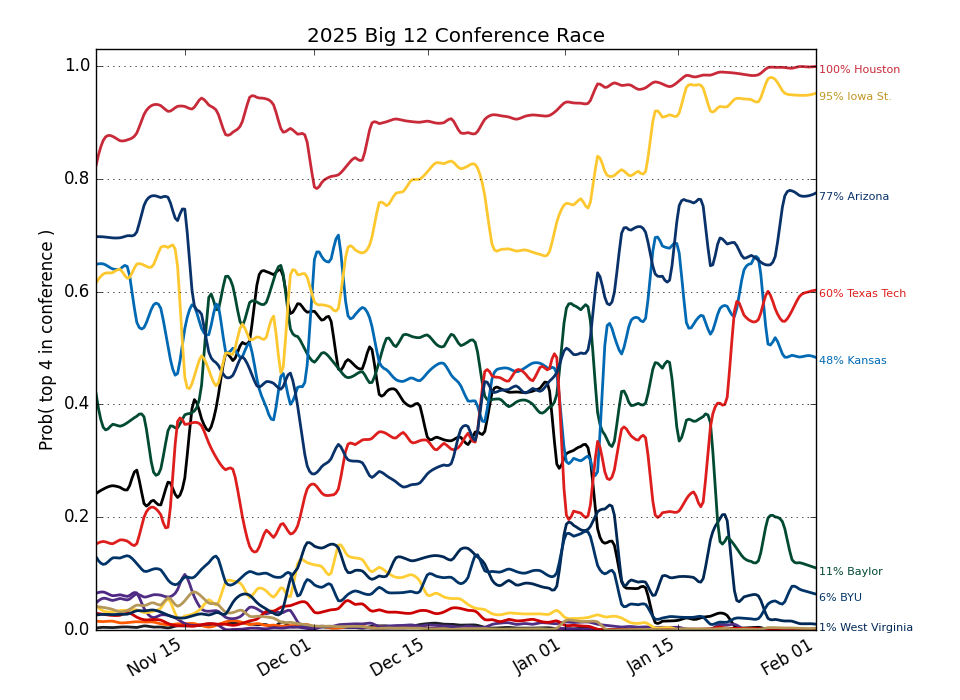 2025 Big 12 Conference Race
Prob( top 4 in conference )
1.0
0.8
0.6
0.4
0.2
0.0
100% Houston
95% Iowa St.
77% Arizona
60% Texas Tech
48% Kansas
11% Baylor
6% BYU
1% West Virginia
Nov 15
Dec 01
Dec 15
Jan 01
Jan 15
Feb 01